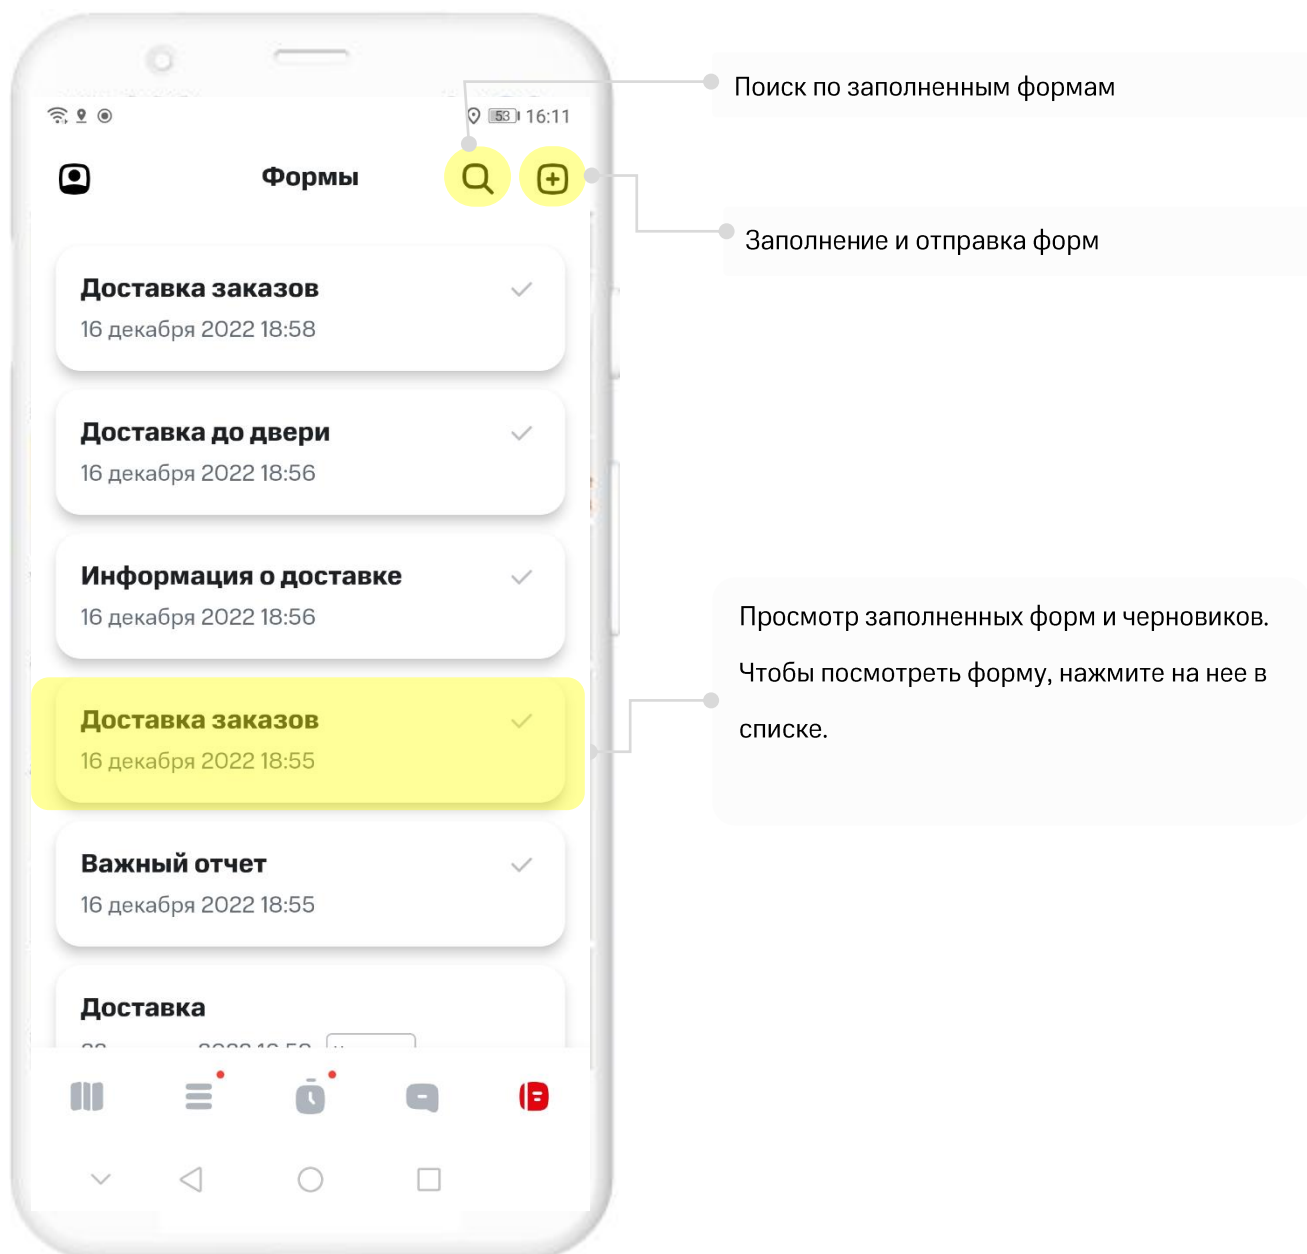 53 16:11
Формы
Поиск по заполненным формам
Заполнение и отправка форм
Доставка заказов
16 декабря 2022 18:58
Доставка до двери
16 декабря 2022 18:56
Информация о доставке
16 декабря 2022 18:56
Доставка заказов
16 декабря 2022 18:55
Важный отчет
16 декабря 2022 18:55
Доставка
Просмотр заполненных форм и черновиков.
Чтобы посмотреть форму, нажмите на нее в
списке.